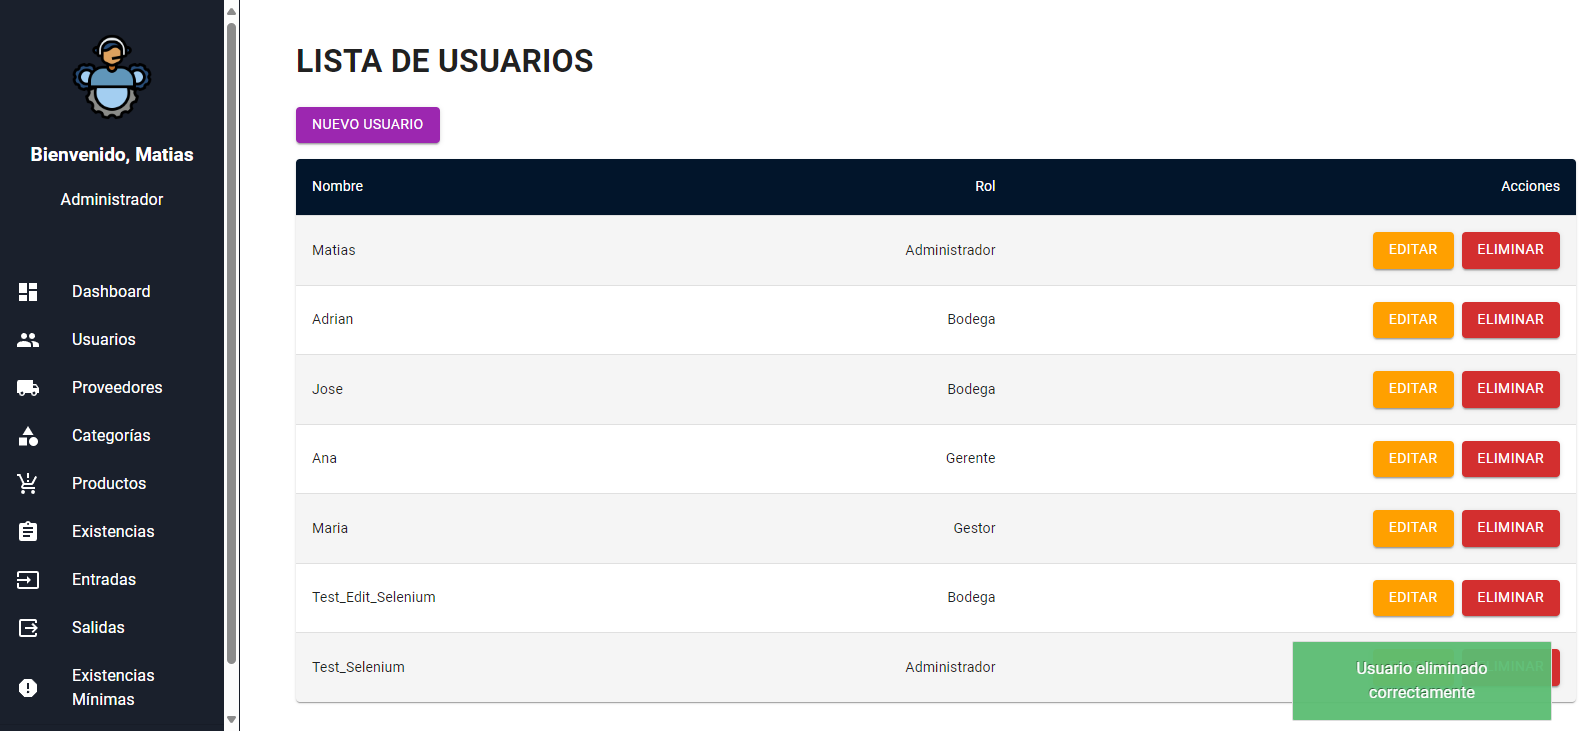 Bienvenido, Matias
Administrador
Dashboard
Usuarios
Proveedores
Categorías
Productos
Existencias
Entradas
Salidas
Existencias
Mínimas
LISTA DE USUARIOS
NUEVO USUARIO
Nombre Rol Acciones
Matias Administrador EDITAR ELIMINAR
Adrian Bodega EDITAR ELIMINAR
Jose Bodega EDITAR ELIMINAR
Ana Gerente EDITAR ELIMINAR
Maria Gestor EDITAR ELIMINAR
Test_Edit_Selenium Bodega EDITAR ELIMINAR
Test_Selenium Administrador ELIMINAR
Usuario eliminado
correctamente